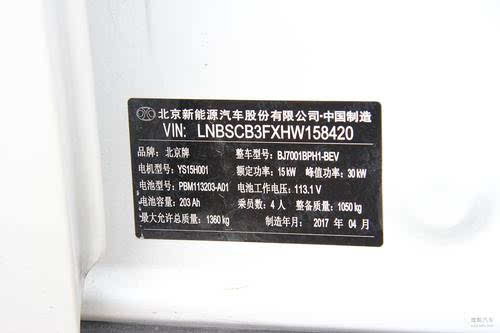 北京新能源汽车股份有限公司·中国制造
VIN: LNBSCB3FXHW158420
品牌: 北京牌 整车型号: BJ7001BPH1-BEV
电机型号: YS15H001 额定功率: 15 kW 峰值功率: 30 kW
电池型号: PBM113203-A01 电池工作电压: 113.1 V
电池容量: 203 Ah 乘员数: 4 人 整备质量: 1050 kg
最大允许总质量: 1360 kg 制造年月: 2017 年 04 月
搜狐汽车